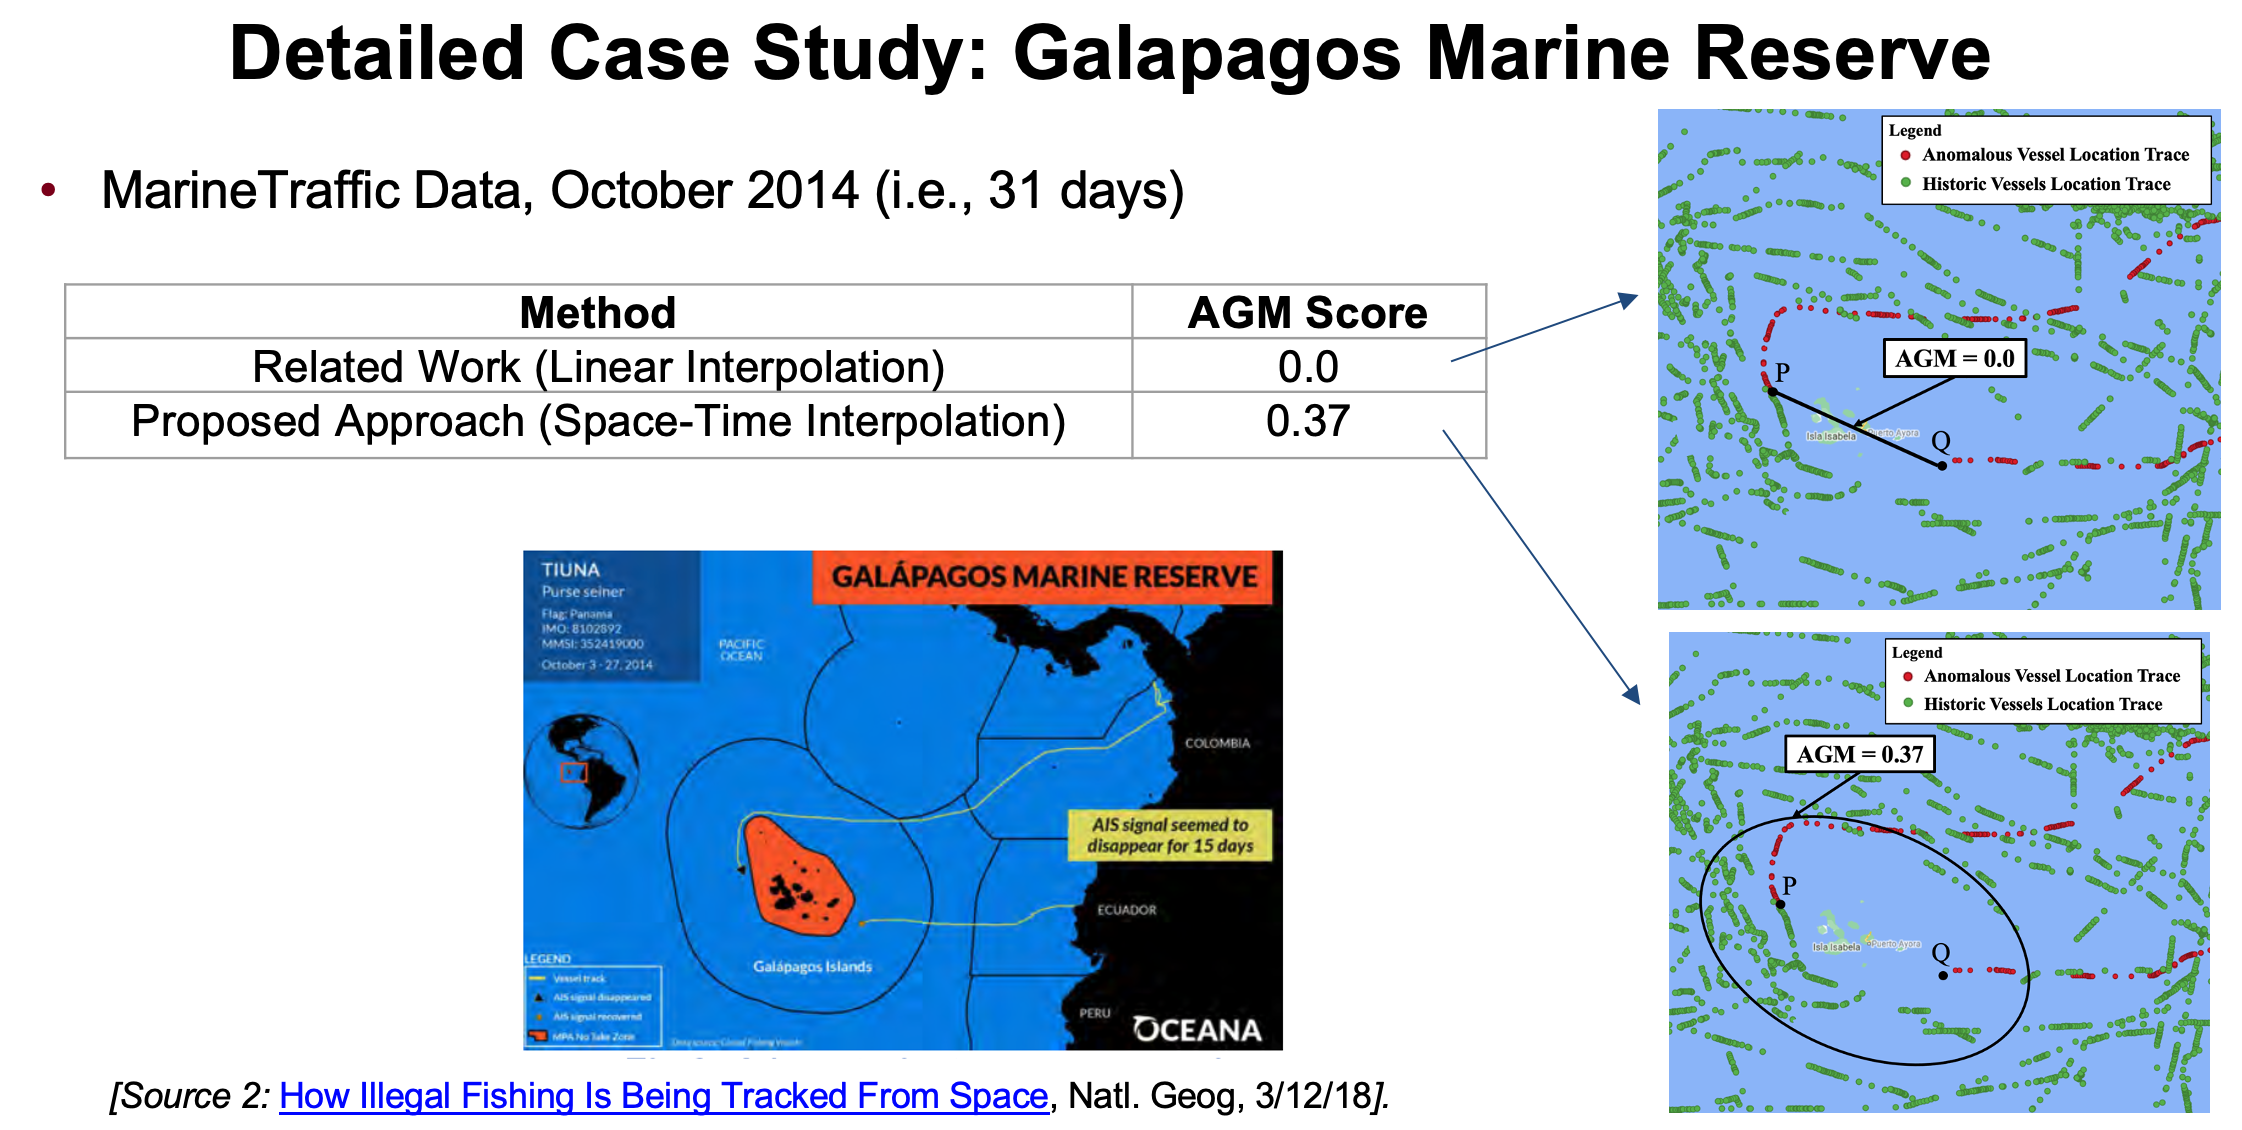 Detailed Case Study: Galapagos Marine Reserve
• MarineTraffic Data, October 2014 (i.e., 31 days)
Method AGM Score
Related Work (Linear Interpolation) 0.0
Proposed Approach (Space-Time Interpolation) 0.37
Legend
Anomalous Vessel Location Trace
Historic Vessels Location Trace
AGM = 0.0
P
Isla Isabela
Puerto Ayora
Q
TIUNA
Purse seiner
Flag: Panama
IMO: 8102892
MMSI: 352419000
October 3 - 27, 2014
GALÁPAGOS MARINE RESERVE
PACIFIC
OCEAN
COLOMBIA
AIS signal seemed to
disappear for 15 days
ECUADOR
Galápagos Islands
PERU
LEGEND
Vessel track
AIS signal disappeared
AIS signal recovered
MPA No Take Zone
Data source: Global Fishing Watch
OCEANA
Legend
Anomalous Vessel Location Trace
Historic Vessels Location Trace
AGM = 0.37
P
Isla Isabela
Puerto Ayora
Q
[Source 2: How Illegal Fishing Is Being Tracked From Space, Natl. Geog, 3/12/18].